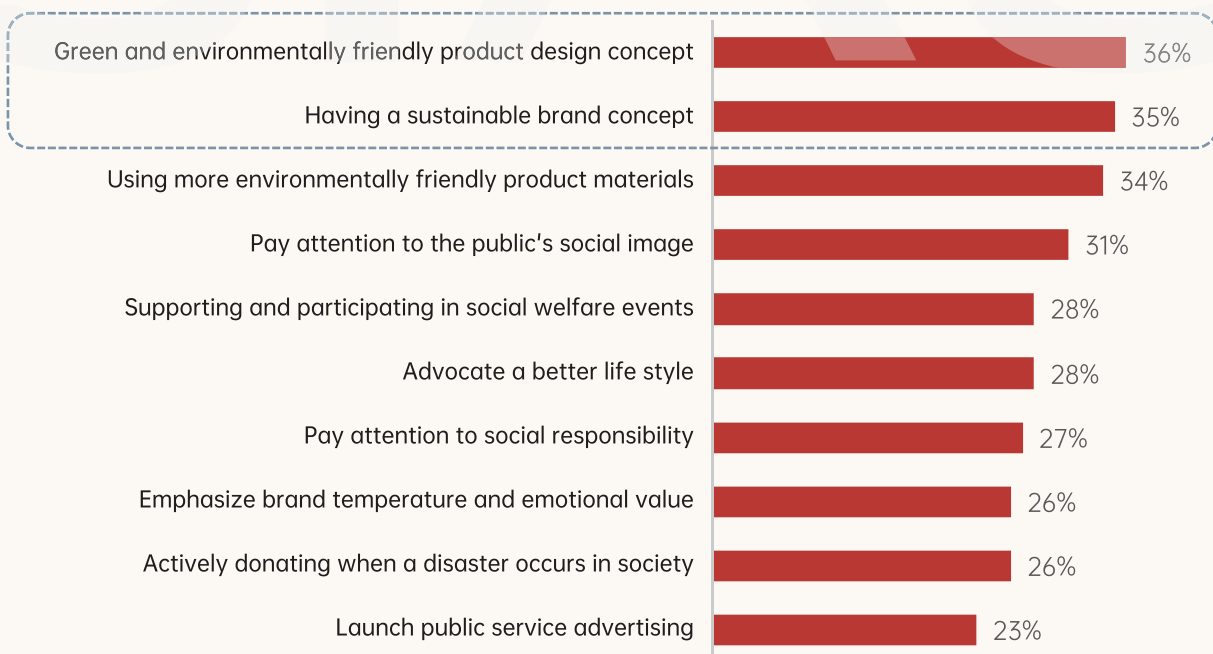 Green and environmentally friendly product design concept 36%
Having a sustainable brand concept 35%
Using more environmentally friendly product materials 34%
Pay attention to the public's social image 31%
Supporting and participating in social welfare events 28%
Advocate a better life style 28%
Pay attention to social responsibility 27%
Emphasize brand temperature and emotional value 26%
Actively donating when a disaster occurs in society 26%
Launch public service advertising 23%